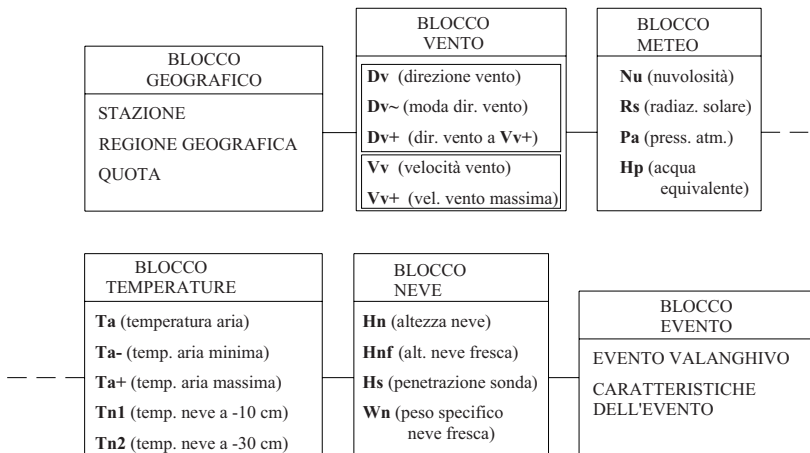 BLOCCO
GEOGRAFICO
STAZIONE
REGIONE GEOGRAFICA
QUOTA
BLOCCO
VENTO
Dv (direzione vento)
Dv~ (moda dir. vento)
Dv+ (dir. vento a Vv+)
Vv (velocità vento)
Vv+ (vel. vento massima)
BLOCCO
METEO
Nu (nuvolosità)
Rs (radiaz. solare)
Pa (press. atm.)
Hp (acqua
equivalente)
BLOCCO
TEMPERATURE
Ta (temperatura aria)
Ta- (temp. aria minima)
Ta+ (temp. aria massima)
Tn1 (temp. neve a -10 cm)
Tn2 (temp. neve a -30 cm)
BLOCCO
NEVE
Hn (altezza neve)
Hnf (alt. neve fresca)
Hs (penetrazione sonda)
Wn (peso specifico
neve fresca)
BLOCCO
EVENTO
EVENTO VALANGHIVO
CARATTERISTICHE
DELL'EVENTO